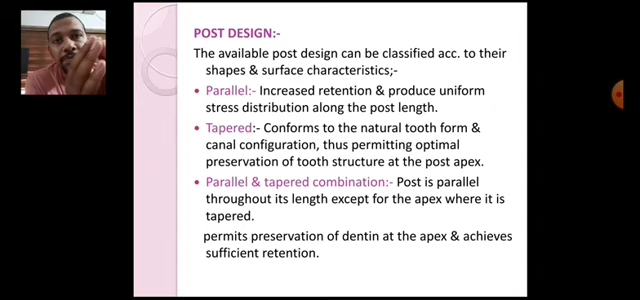 POST DESIGN:-
The available post design can be classified acc. to their
shapes & surface characteristics;-
• Parallel:- Increased retention & produce uniform
stress distribution along the post length.
• Tapered:- Conforms to the natural tooth form &
canal configuration, thus permitting optimal
preservation of tooth structure at the post apex.
• Parallel & tapered combination:- Post is parallel
throughout its length except for the apex where it is
tapered.
permits preservation of dentin at the apex & achieves
sufficient retention.